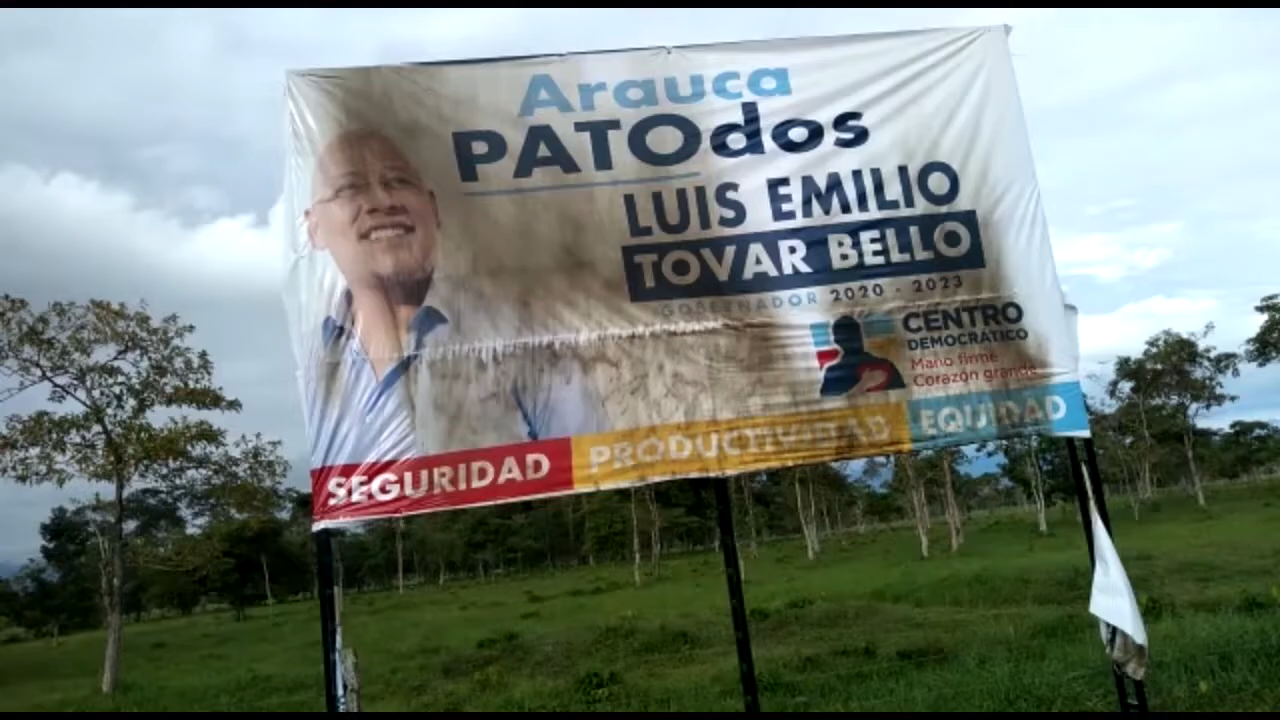 Arauca
PATOdos
LUIS EMILIO
TOVAR BELLO
GOBERNADOR 2020 - 2023
CENTRO
DEMOCRÁTICO
Mano firme
Corazón grande
SEGURIDAD PRODUCTIVIDAD EQUIDAD